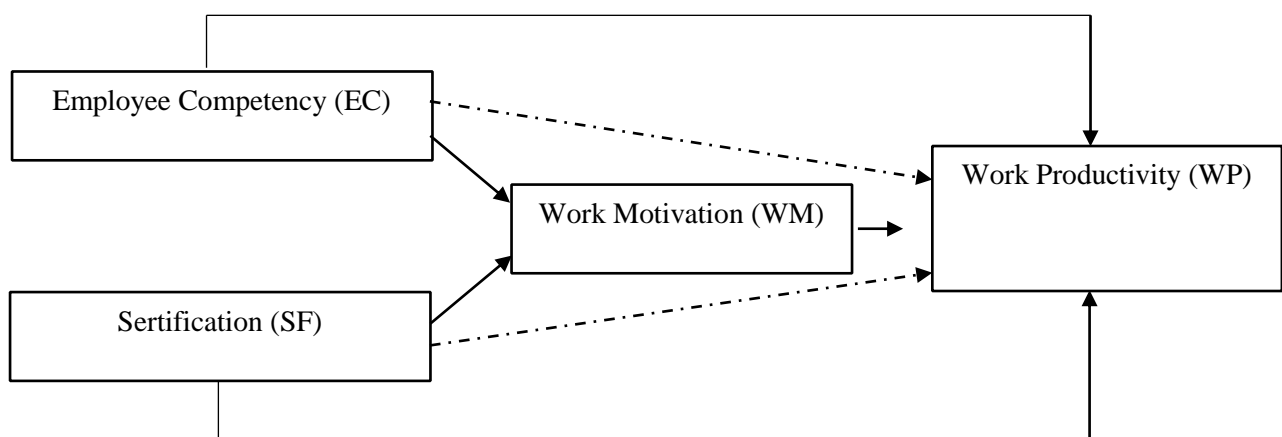 Employee Competency (EC)
Work Productivity (WP)
Work Motivation (WM)
Sertification (SF)